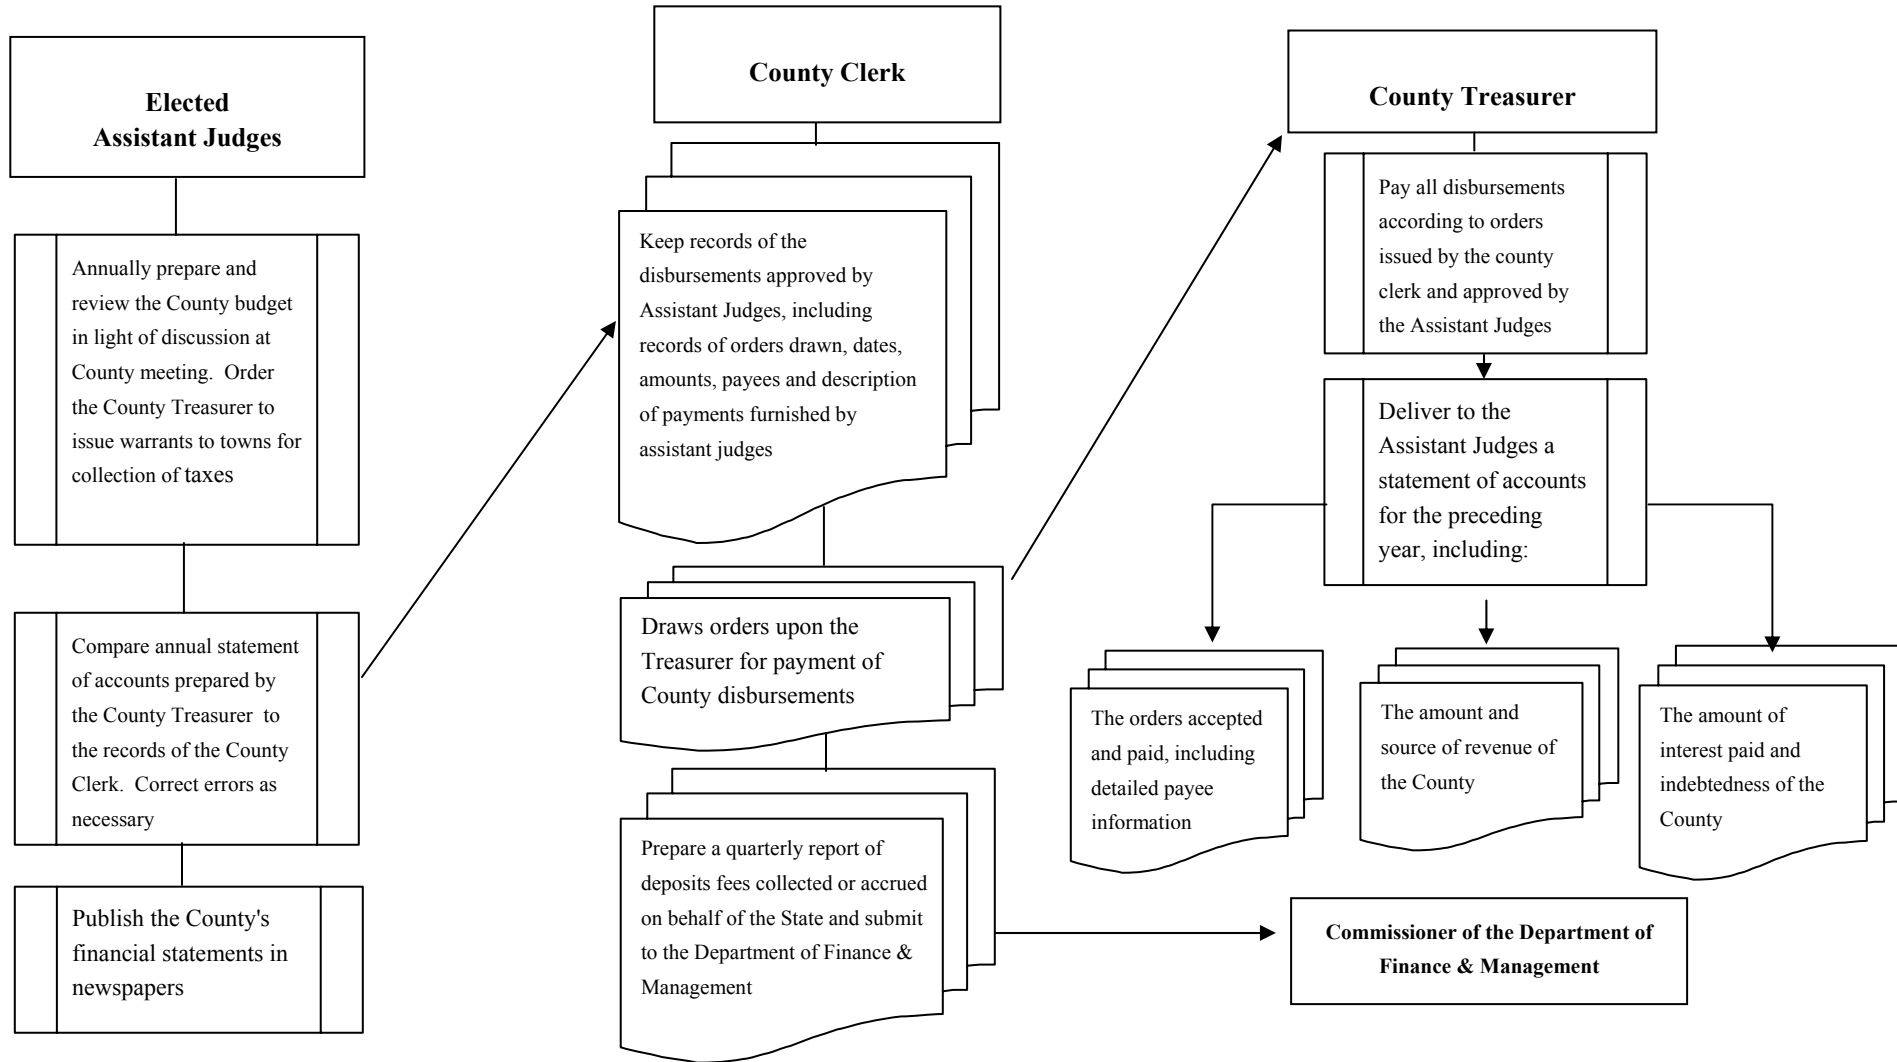 Elected
Assistant Judges
Annually prepare and
review the County budget
in light of discussion at
County meeting.  Order
the County Treasurer to
issue warrants to towns for
collection of taxes
Compare annual statement
of accounts prepared by
the County Treasurer  to
the records of the County
Clerk.  Correct errors as
necessary
Publish the County's
financial statements in
newspapers
County Clerk
Keep records of the
disbursements approved by
Assistant Judges, including
records of orders drawn, dates,
amounts, payees and description
of payments furnished by
assistant judges
Draws orders upon the
Treasurer for payment of
County disbursements
Prepare a quarterly report of
deposits fees collected or accrued
on behalf of the State and submit
to the Department of Finance &
Management
County Treasurer
Pay all disbursements
according to orders
issued by the county
clerk and approved by
the Assistant Judges
Deliver to the
Assistant Judges a
statement of accounts
for the preceding
year, including:
The orders accepted
and paid, including
detailed payee
information
The amount and
source of revenue of
the County
The amount of
interest paid and
indebtedness of the
County
Commissioner of the Department of
Finance & Management